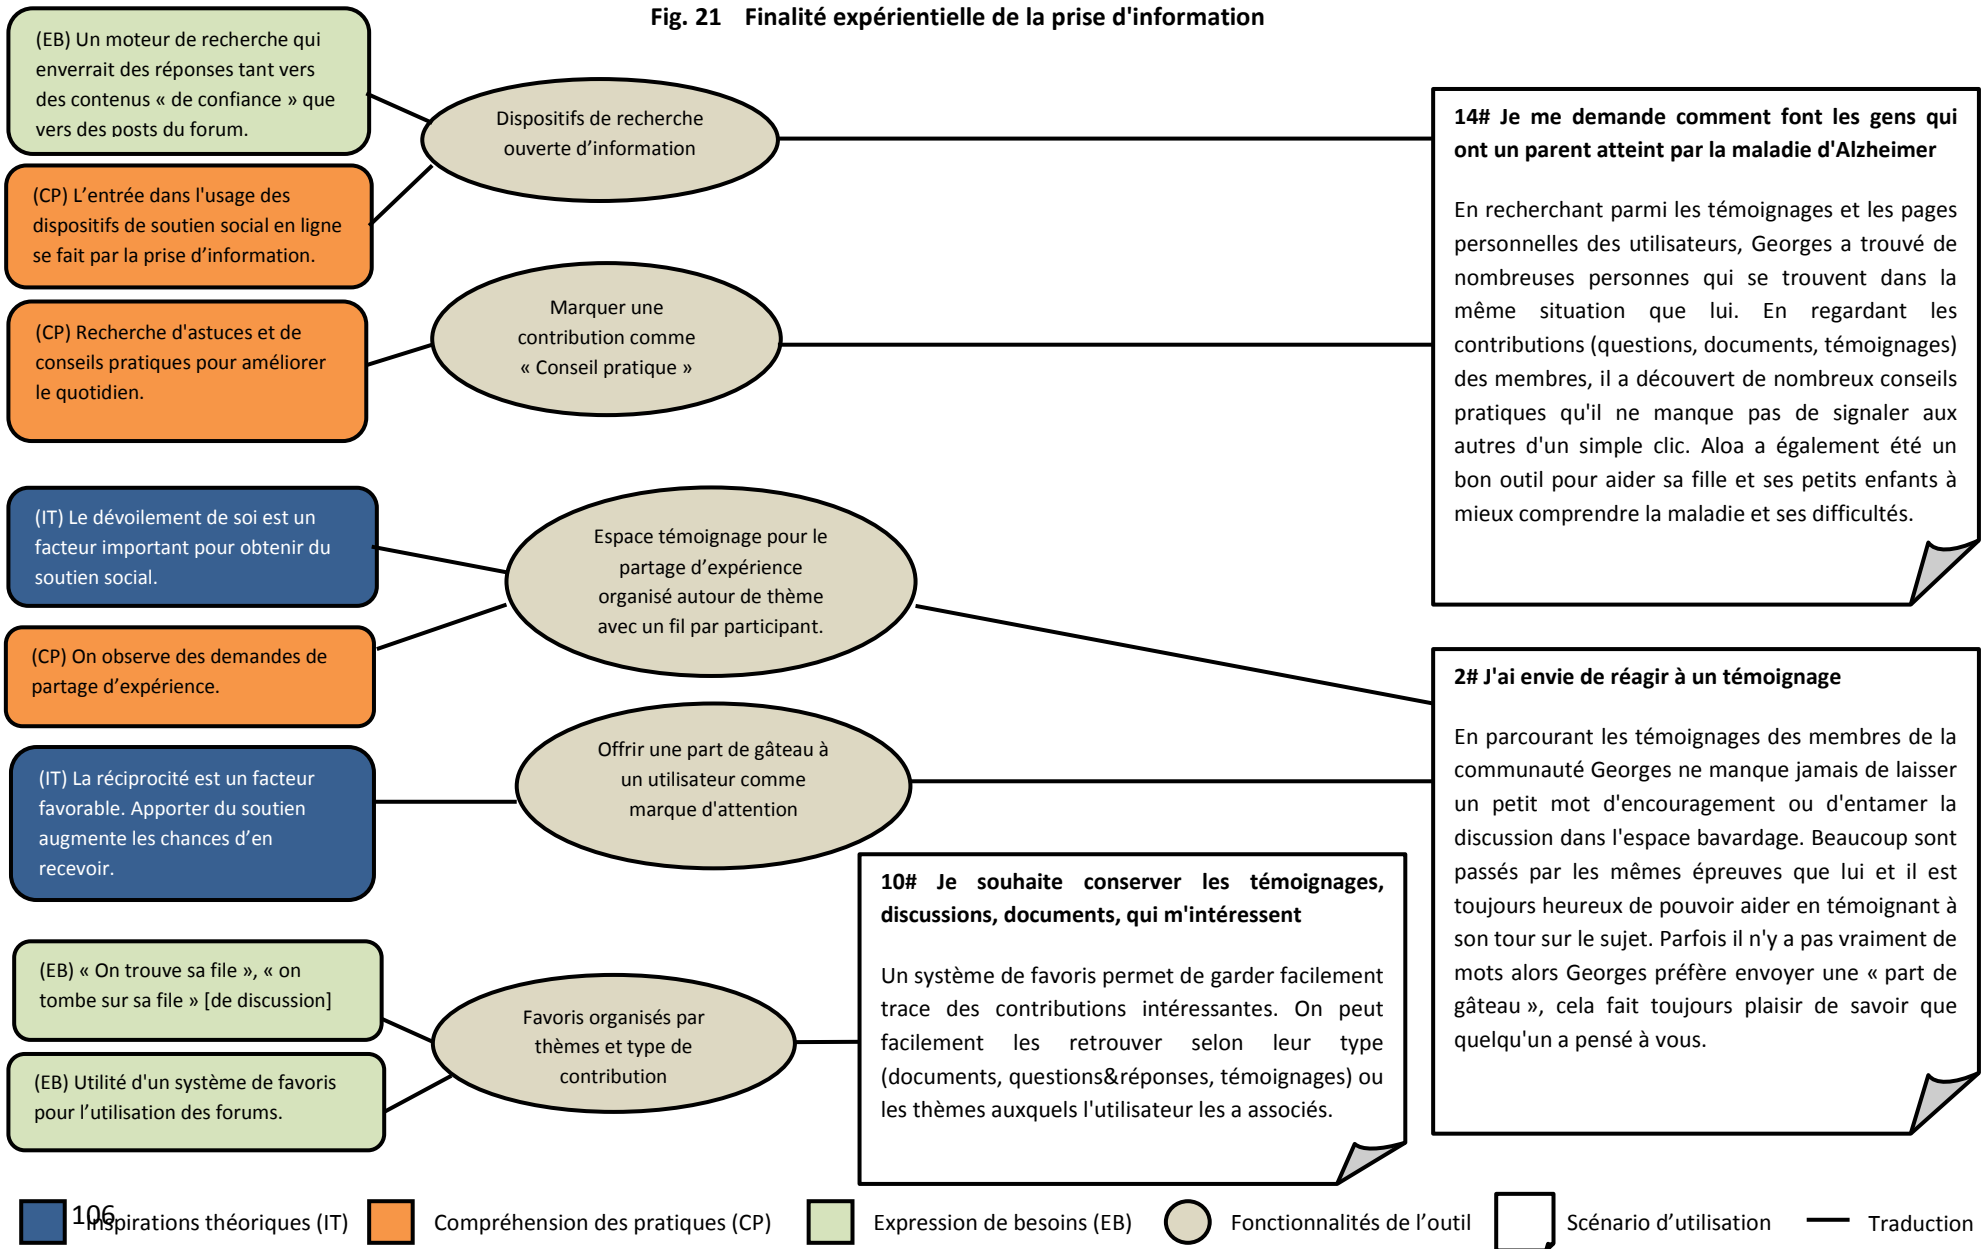 Fig. 21 Finalité expérientielle de la prise d'information
(EB) Un moteur de recherche qui
enverrait des réponses tant vers
des contenus « de confiance » que
vers des posts du forum.
(CP) L’entrée dans l'usage des
dispositifs de soutien social en ligne
se fait par la prise d’information.
(CP) Recherche d'astuces et de
conseils pratiques pour améliorer
le quotidien.
(IT) Le dévoilement de soi est un
facteur important pour obtenir du
soutien social.
(CP) On observe des demandes de
partage d’expérience.
(IT) La réciprocité est un facteur
favorable. Apporter du soutien
augmente les chances d’en
recevoir.
(EB) « On trouve sa file », « on
tombe sur sa file » [de discussion]
(EB) Utilité d'un système de favoris
pour l’utilisation des forums.
Dispositifs de recherche
ouverte d’information
Marquer une
contribution comme
« Conseil pratique »
Espace témoignage pour le
partage d’expérience
organisé autour de thème
avec un fil par participant.
Offrir une part de gâteau à
un utilisateur comme
marque d'attention
Favoris organisés par
thèmes et type de
contribution
14# Je me demande comment font les gens qui
ont un parent atteint par la maladie d'Alzheimer
En recherchant parmi les témoignages et les pages
personnelles des utilisateurs, Georges a trouvé de
nombreuses personnes qui se trouvent dans la
même situation que lui. En regardant les
contributions (questions, documents, témoignages)
des membres, il a découvert de nombreux conseils
pratiques qu'il ne manque pas de signaler aux
autres d'un simple clic. Aloa a également été un
bon outil pour aider sa fille et ses petits enfants à
mieux comprendre la maladie et ses difficultés.
2# J'ai envie de réagir à un témoignage
En parcourant les témoignages des membres de la
communauté Georges ne manque jamais de laisser
un petit mot d'encouragement ou d'entamer la
discussion dans l'espace bavardage. Beaucoup sont
passés par les mêmes épreuves que lui et il est
toujours heureux de pouvoir aider en témoignant à
son tour sur le sujet. Parfois il n'y a pas vraiment de
mots alors Georges préfère envoyer une « part de
gâteau », cela fait toujours plaisir de savoir que
quelqu'un a pensé à vous.
10# Je souhaite conserver les témoignages,
discussions, documents, qui m'intéressent
Un système de favoris permet de garder facilement
trace des contributions intéressantes. On peut
facilement les retrouver selon leur type
(documents, questions&réponses, témoignages) ou
les thèmes auxquels l'utilisateur les a associés.
106
Inspirations théoriques (IT)
Compréhension des pratiques (CP)
Expression de besoins (EB)
Fonctionnalités de l’outil
Scénario d’utilisation
Traduction